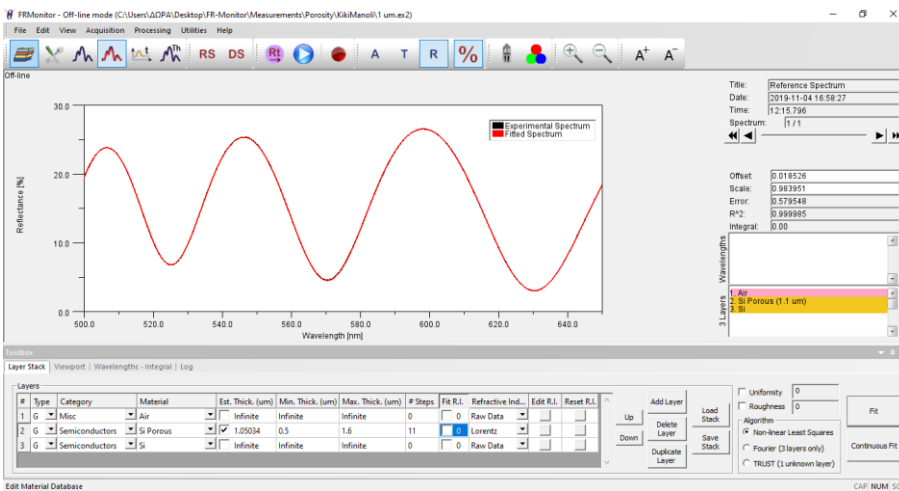 FRMonitor - Off-line mode (C:\Users\ΔΩΡΑ\Desktop\FR-Monitor\Measurements\Porosity\KikiManoli\1 um.ex2)
File Edit View Acquisition Processing Utilities Help
Th RS DS Rt A T R % A+ A-
Off-line
Title: Reference Spectrum
Date: 2019-11-04 16:58:27
Time: 12:15.796
Spectrum: 1 / 1
Offset: 0.018526
Scale: 0.983951
Error: 0.579548
R^2: 0.999985
Integral: 0.00
Wavelengths
3 Layers
1. Air
2. Si Porous (1.1 um)
3. Si
Experimental Spectrum
Fitted Spectrum
Reflectance [%]
30.0
20.0
10.0
0.0
500.0 520.0 540.0 560.0 580.0 600.0 620.0 640.0
Wavelength [nm]
Toolbox
Layer Stack | Viewport | Wavelengths - Integral | Log
Layers
# Type Category Material Est. Thick. (um) Min. Thick. (um) Max. Thick. (um) # Steps Fit R.I. Refractive Ind... Edit R.I. Reset R.I.
1 G Misc Air Infinite Infinite Infinite 0 Raw Data
2 G Semiconductors Si Porous 1.05034 0.5 1.6 11 0 Lorentz
3 G Semiconductors Si Infinite Infinite Infinite 0 Raw Data
Up
Down
Add Layer
Delete Layer
Duplicate Layer
Load Stack
Save Stack
Uniformity 0
Roughness 0
Algorithm
Non-linear Least Squares
Fourier (3 layers only)
TRUST (1 unknown layer)
Fit
Continuous Fit
Edit Material Database
CAP NUM SC